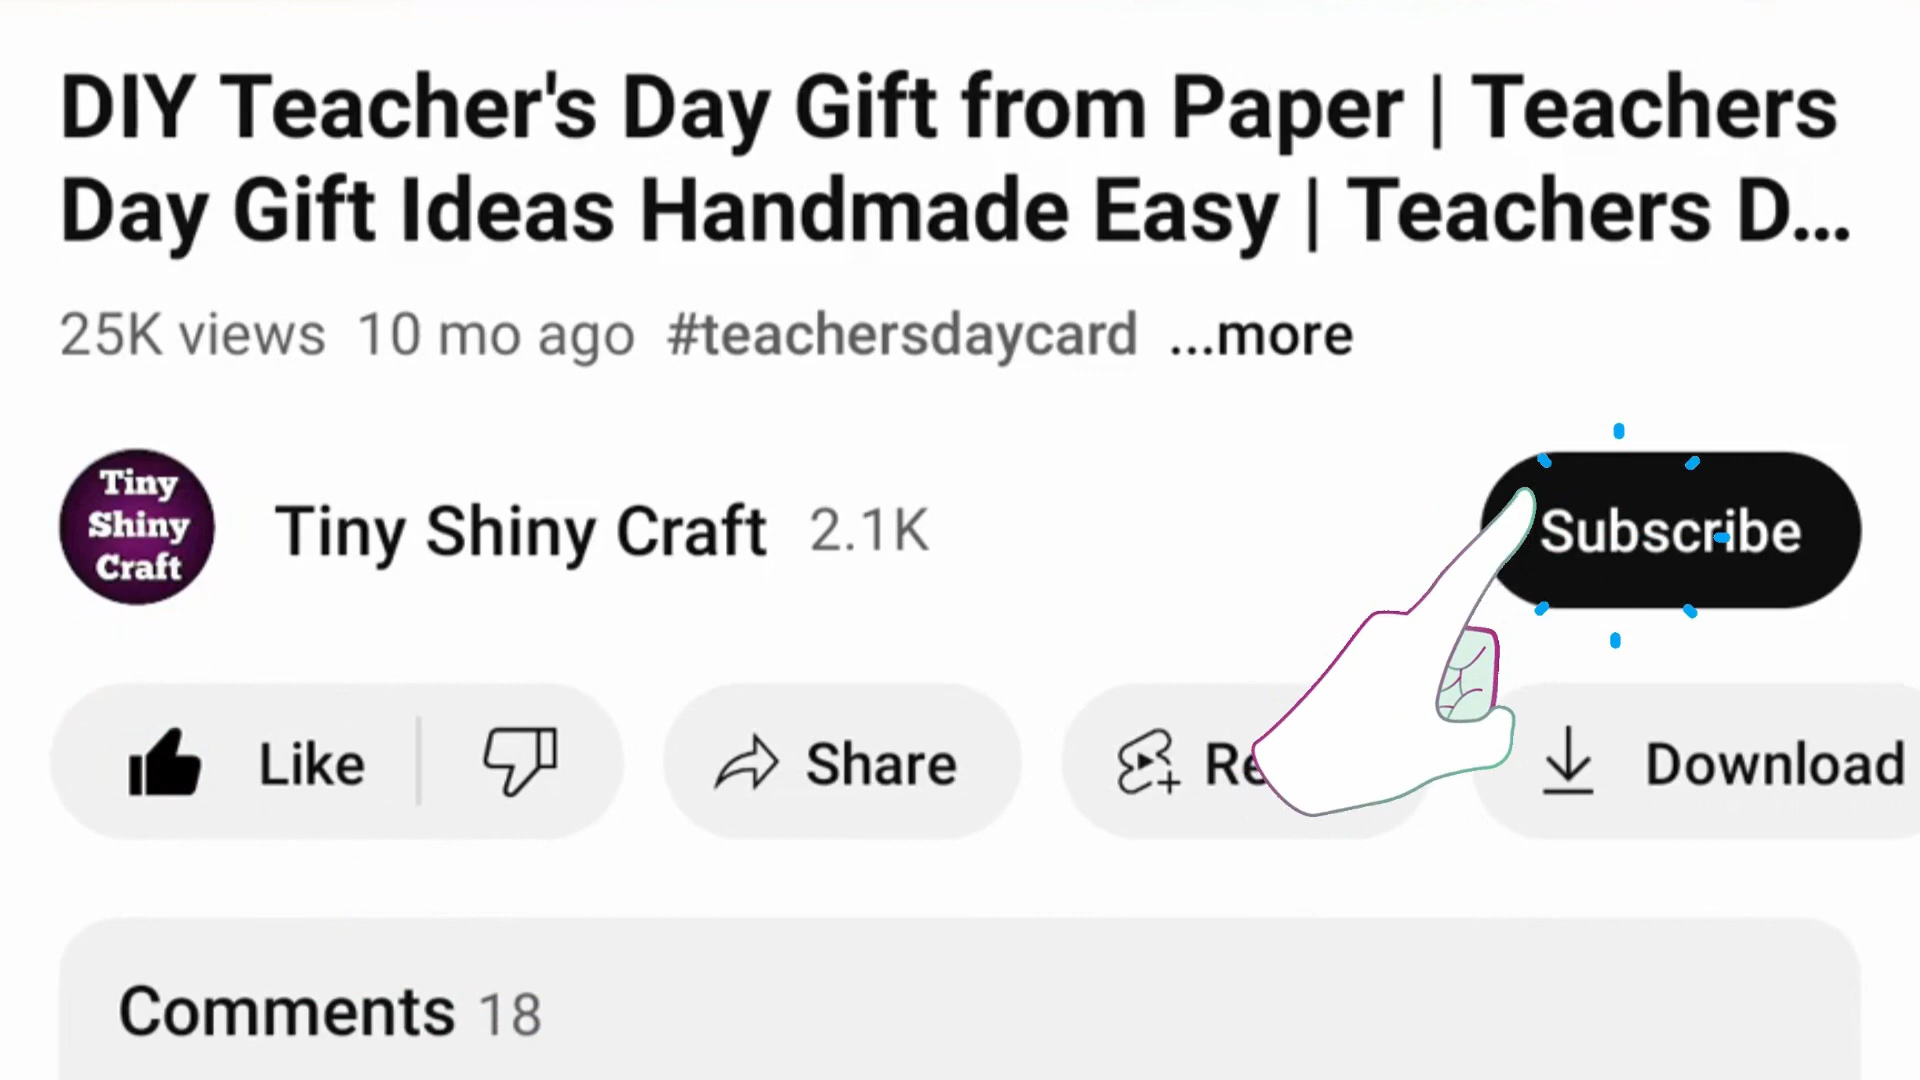 DIY Teacher's Day Gift from Paper | Teachers
Day Gift Ideas Handmade Easy | Teachers D...
25K views 10 mo ago #teachersdaycard ...more
Tiny
Shiny
Craft
Tiny Shiny Craft 2.1K
Subscribe
Like
Share
Re
Download
Comments 18